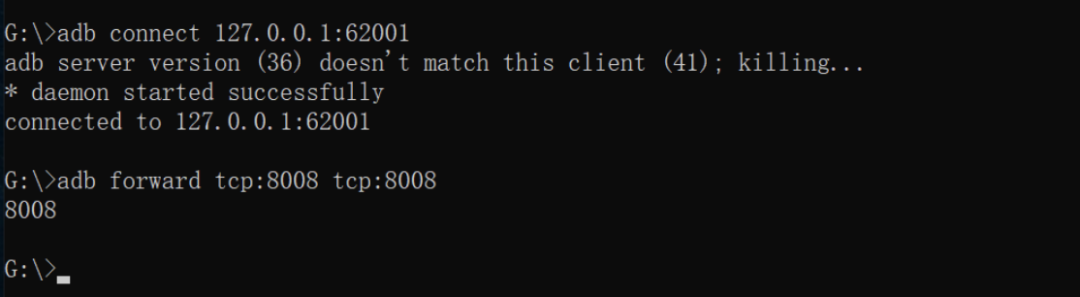 G:\>adb connect 127.0.0.1:62001
adb server version (36) doesn't match this client (41); killing...
* daemon started successfully
connected to 127.0.0.1:62001
G:\>adb forward tcp:8008 tcp:8008
8008
G:\>